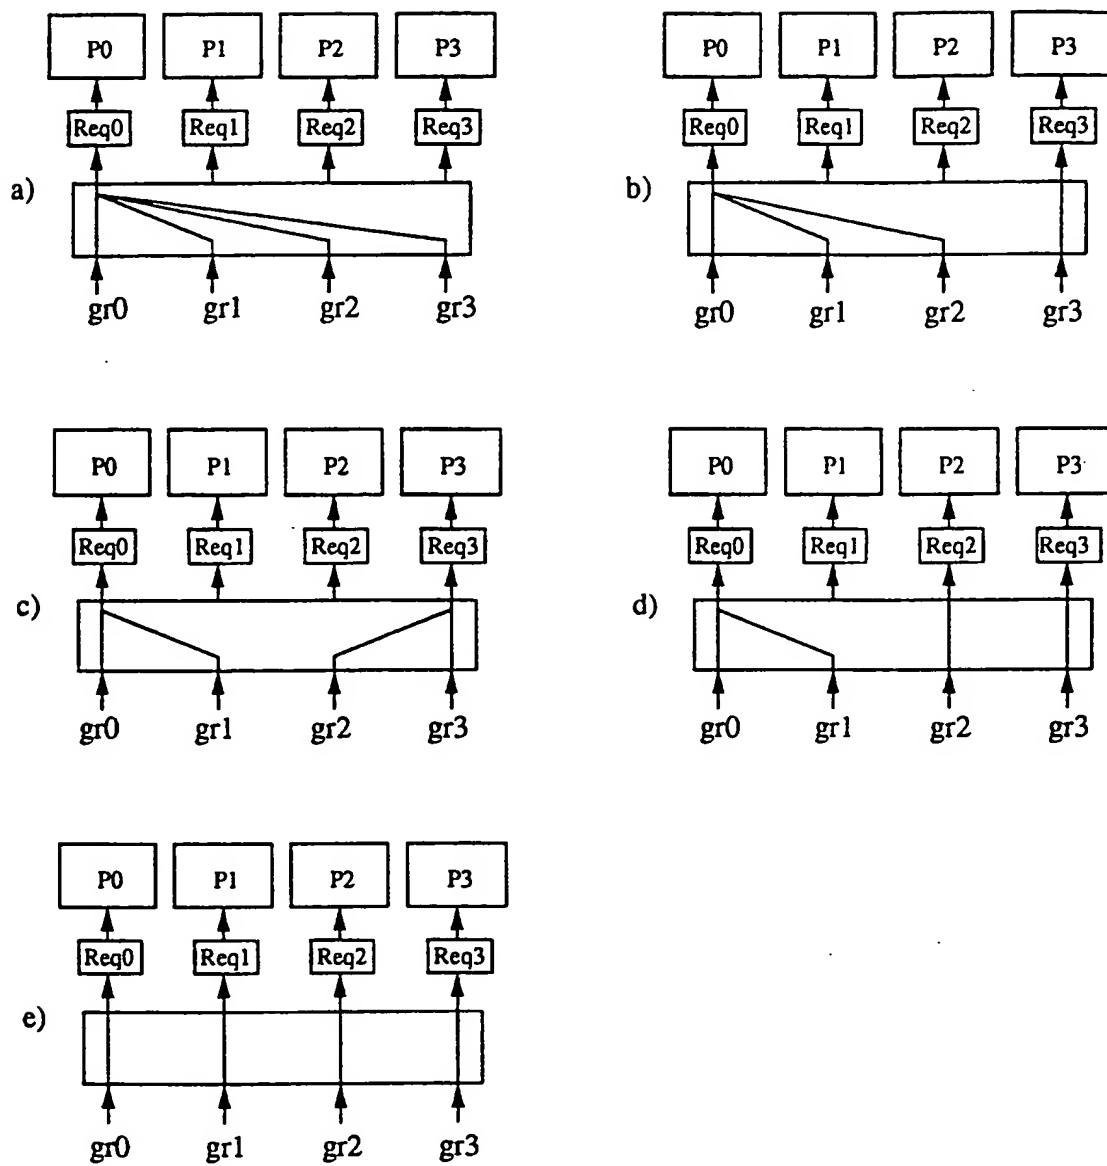 P0 P1 P2 P3
Req0 Req1 Req2 Req3
a)
gr0 gr1 gr2 gr3
P0 P1 P2 P3
Req0 Req1 Req2 Req3
b)
gr0 gr1 gr2 gr3
P0 P1 P2 P3
Req0 Req1 Req2 Req3
c)
gr0 gr1 gr2 gr3
P0 P1 P2 P3
Req0 Req1 Req2 Req3
d)
gr0 gr1 gr2 gr3
P0 P1 P2 P3
Req0 Req1 Req2 Req3
e)
gr0 gr1 gr2 gr3